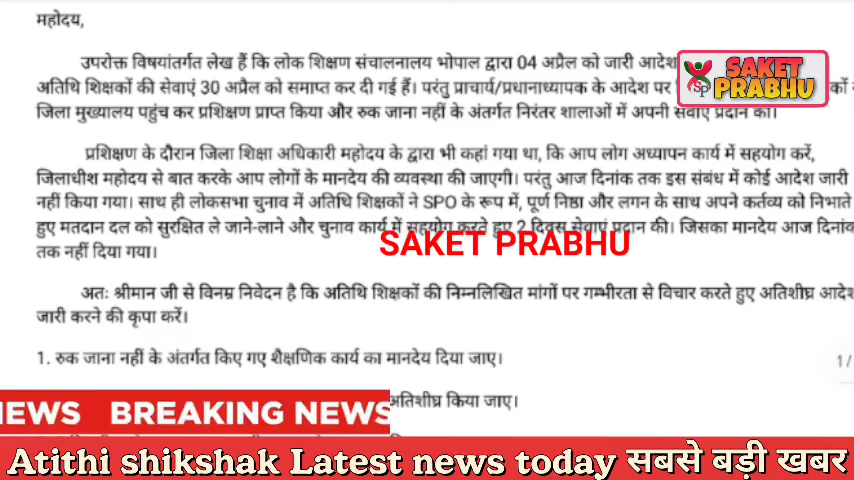 महोदय,
उपरोक्त विषयांतर्गत लेख हैं कि लोक शिक्षण संचालनालय भोपाल द्वारा 04 अप्रैल को जारी आदेश
SAKET
PRABHU
SP
अतिथि शिक्षकों की सेवाएं 30 अप्रैल को समाप्त कर दी गई हैं। परंतु प्राचार्य/प्रधानाध्यापक के आदेश पर
जिला मुख्यालय पहुंच कर प्रशिक्षण प्राप्त किया और रुक जाना नहीं के अंतर्गत निरंतर शालाओं में अपनी सेवाएं प्रदान की।
प्रशिक्षण के दौरान जिला शिक्षा अधिकारी महोदय के द्वारा भी कहां गया था, कि आप लोग अध्यापन कार्य में सहयोग करें,
जिलाधीश महोदय से बात करके आप लोगों के मानदेय की व्यवस्था की जाएगी। परंतु आज दिनांक तक इस संबंध में कोई आदेश जारी
नहीं किया गया। साथ ही लोकसभा चुनाव में अतिथि शिक्षकों ने SPO के रूप में, पूर्ण निष्ठा और लगन के साथ अपने कर्तव्य को निभाते
हुए मतदान दल को सुरक्षित ले जाने-लाने और चुनाव कार्य में सहयोग करते हुए 2 दिवस सेवाएं प्रदान की। जिसका मानदेय आज दिनांक
SAKET PRABHU
तक नहीं दिया गया।
अतः श्रीमान जी से विनम्र निवेदन है कि अतिथि शिक्षकों की निम्नलिखित मांगों पर गम्भीरता से विचार करते हुए अतिशीघ्र आदेश
जारी करने की कृपा करें।
1. रुक जाना नहीं के अंतर्गत किए गए शैक्षणिक कार्य का मानदेय दिया जाए।
1/
अतिशीघ्र किया जाए।
NEWS BREAKING NEWS
Atithi shikshak Latest news today सबसे बड़ी खबर